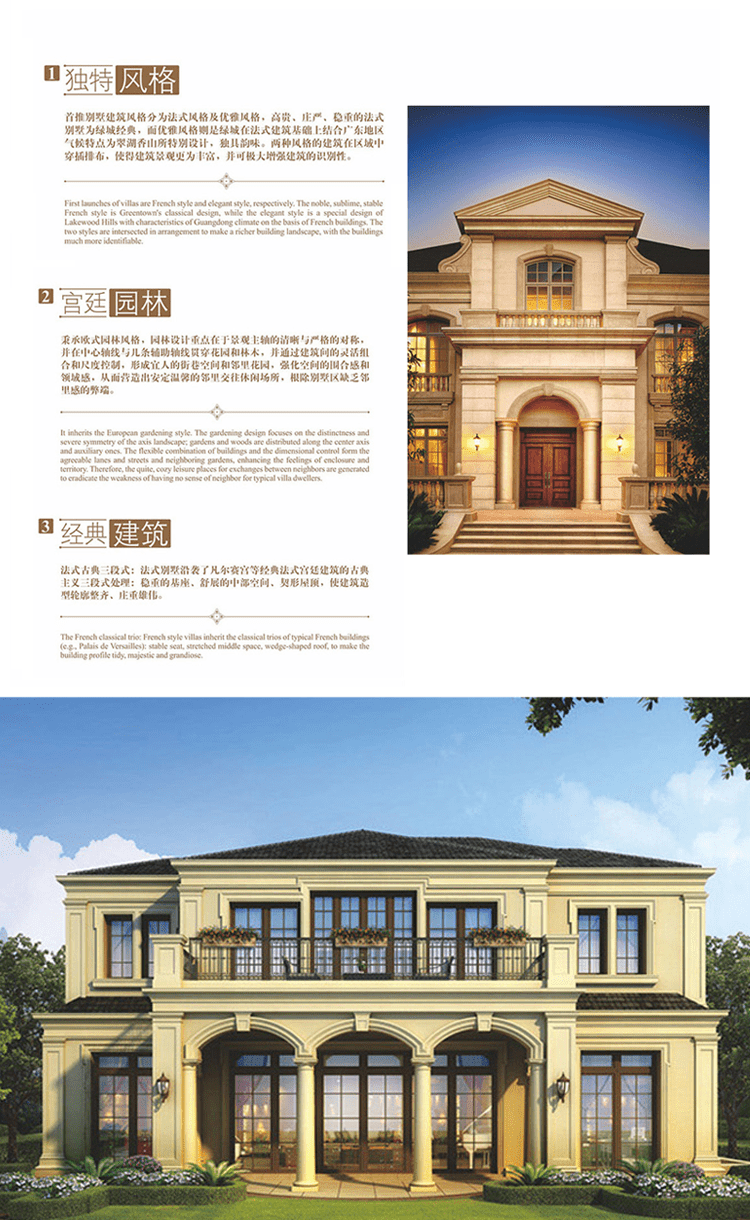 1 独特 风格
首推别墅建筑风格分为法式风格及优雅风格，高贵、庄严、稳重的法式
别墅为绿城经典，而优雅风格则是绿城在法式建筑基础上结合广东地区
气候特点为翠湖香山所特别设计，独具韵味。两种风格的建筑在区域中
穿插排布，使得建筑景观更为丰富，并可极大增强建筑的识别性。
First launches of villas are French style and elegant style, respectively. The noble, sublime, stable
French style is Greentown's classical design, while the elegant style is a special design of
Lakewood Hills with characteristics of Guangdong climate on the basis of French buildings. The
two styles are intersected in arrangement to make a richer building landscape, with the buildings
much more identifiable.
2 宫廷 园林
秉承欧式园林风格，园林设计重点在于景观主轴的清晰与严格的对称，
并在中心轴线与几条辅助轴线贯穿花园和林木，并通过建筑间的灵活组
合和尺度控制，形成宜人的街巷空间和邻里花园，强化空间的围合感和
领域感，从而营造出安定温馨的邻里交往休闲场所，根除别墅区缺乏邻
里感的弊端。
It inherits the European gardening style. The gardening design focuses on the distinctness and
severe symmetry of the axis landscape; gardens and woods are distributed along the center axis
and auxiliary ones. The flexible combination of buildings and the dimensional control form the
agreeable lanes and streets and neighboring gardens, enhancing the feelings of enclosure and
territory. Therefore, the quite, cozy leisure places for exchanges between neighbors are generated
to eradicate the weakness of having no sense of neighbor for typical villa dwellers.
3 经典 建筑
法式古典三段式：法式别墅沿袭了凡尔赛宫等经典法式宫廷建筑的古典
主义三段式处理：稳重的基座、舒展的中部空间、契形屋顶，使建筑造
型轮廓整齐、庄重雄伟。
The French classical trio: French style villas inherit the classical trios of typical French buildings
(e.g., Palais de Versailles): stable seat, stretched middle space, wedge-shaped roof, to make the
building profile tidy, majestic and grandiose.